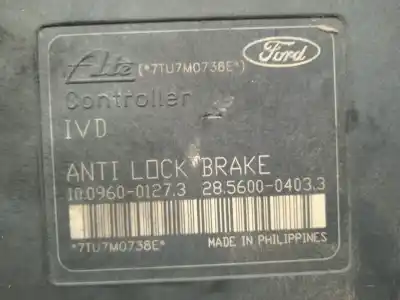 Ate (*7TU7M0738E*) Ford
Controller
IVD
ANTI LOCK BRAKE
10.0960-0127.3 28.5600-0403.3
*7TU7M0738E* MADE IN PHILIPPINES